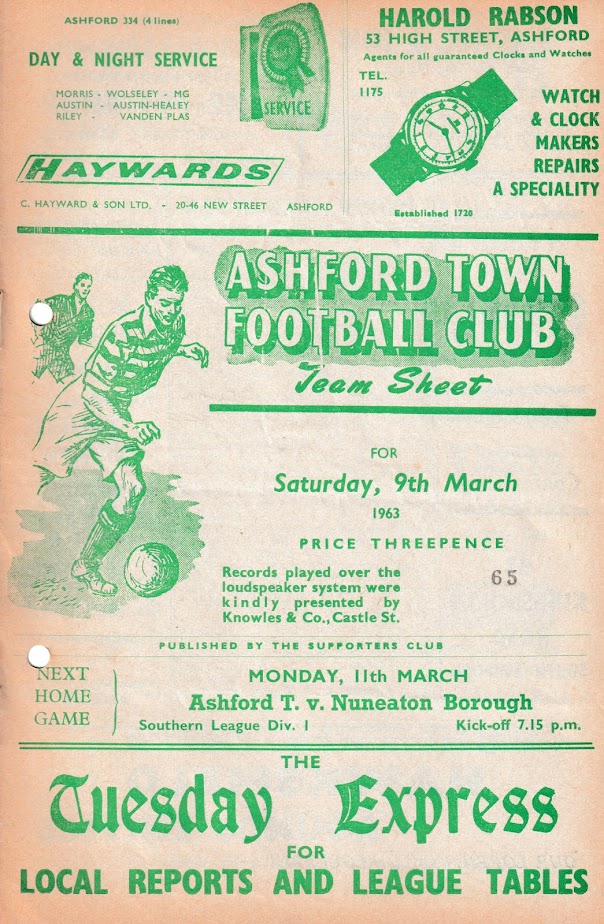 ASHFORD 334 (4 lines)
DAY & NIGHT SERVICE
MORRIS - WOLSELEY - MG
AUSTIN - AUSTIN-HEALEY
RILEY - VANDEN PLAS
SERVICE
HAYWARDS
C. HAYWARD & SON LTD. - 20-46 NEW STREET ASHFORD
HAROLD RABSON
53 HIGH STREET, ASHFORD
Agents for all guaranteed Clocks and Watches
TEL.
1175
WATCH
& CLOCK
MAKERS
REPAIRS
A SPECIALITY
Established 1720
ASHFORD TOWN
FOOTBALL CLUB
Team Sheet
FOR
Saturday, 9th March
1963
PRICE THREEPENCE
Records played over the
loudspeaker system were
kindly presented by
Knowles & Co., Castle St.
65
PUBLISHED BY THE SUPPORTERS CLUB
NEXT
HOME
GAME
MONDAY, 11th MARCH
Ashford T. v. Nuneaton Borough
Southern League Div. 1 Kick-off 7.15 p.m.
THE
Tuesday Express
FOR
LOCAL REPORTS AND LEAGUE TABLES